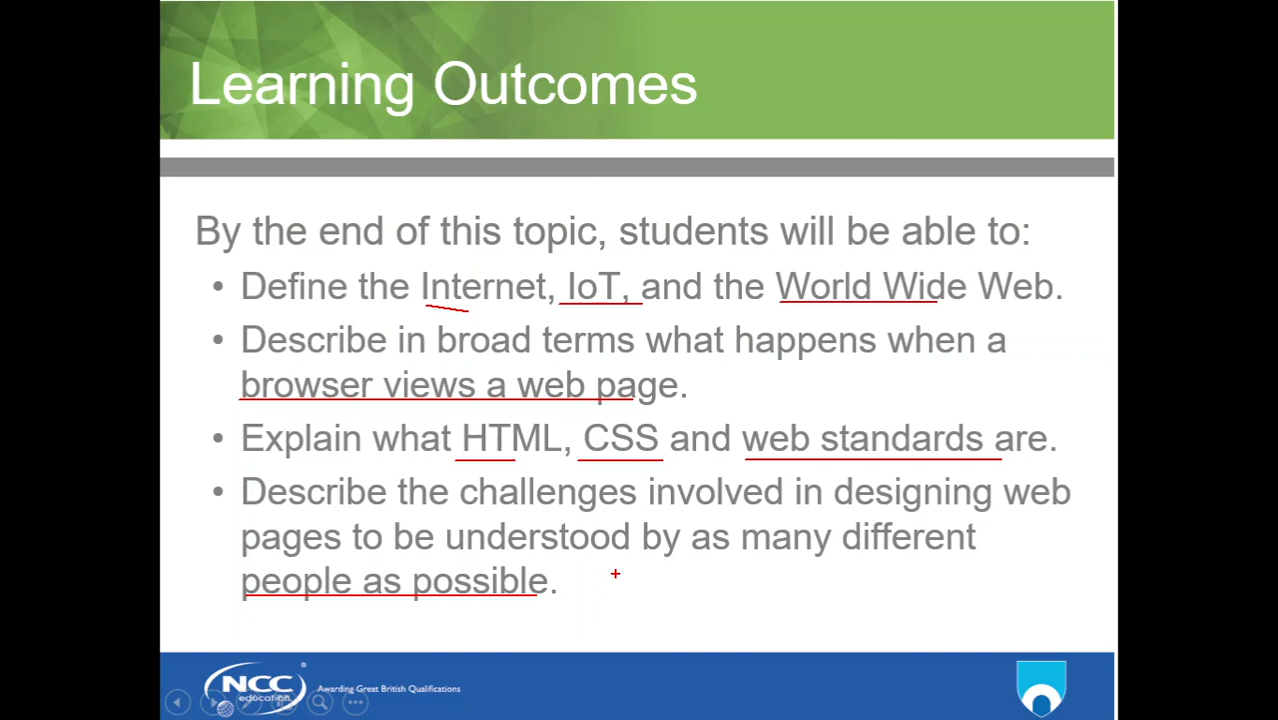 Learning Outcomes
By the end of this topic, students will be able to:
• Define the Internet, IoT, and the World Wide Web.
• Describe in broad terms what happens when a
browser views a web page.
• Explain what HTML, CSS and web standards are.
• Describe the challenges involved in designing web
pages to be understood by as many different
people as possible.
NCC
education
Awarding Great British Qualifications